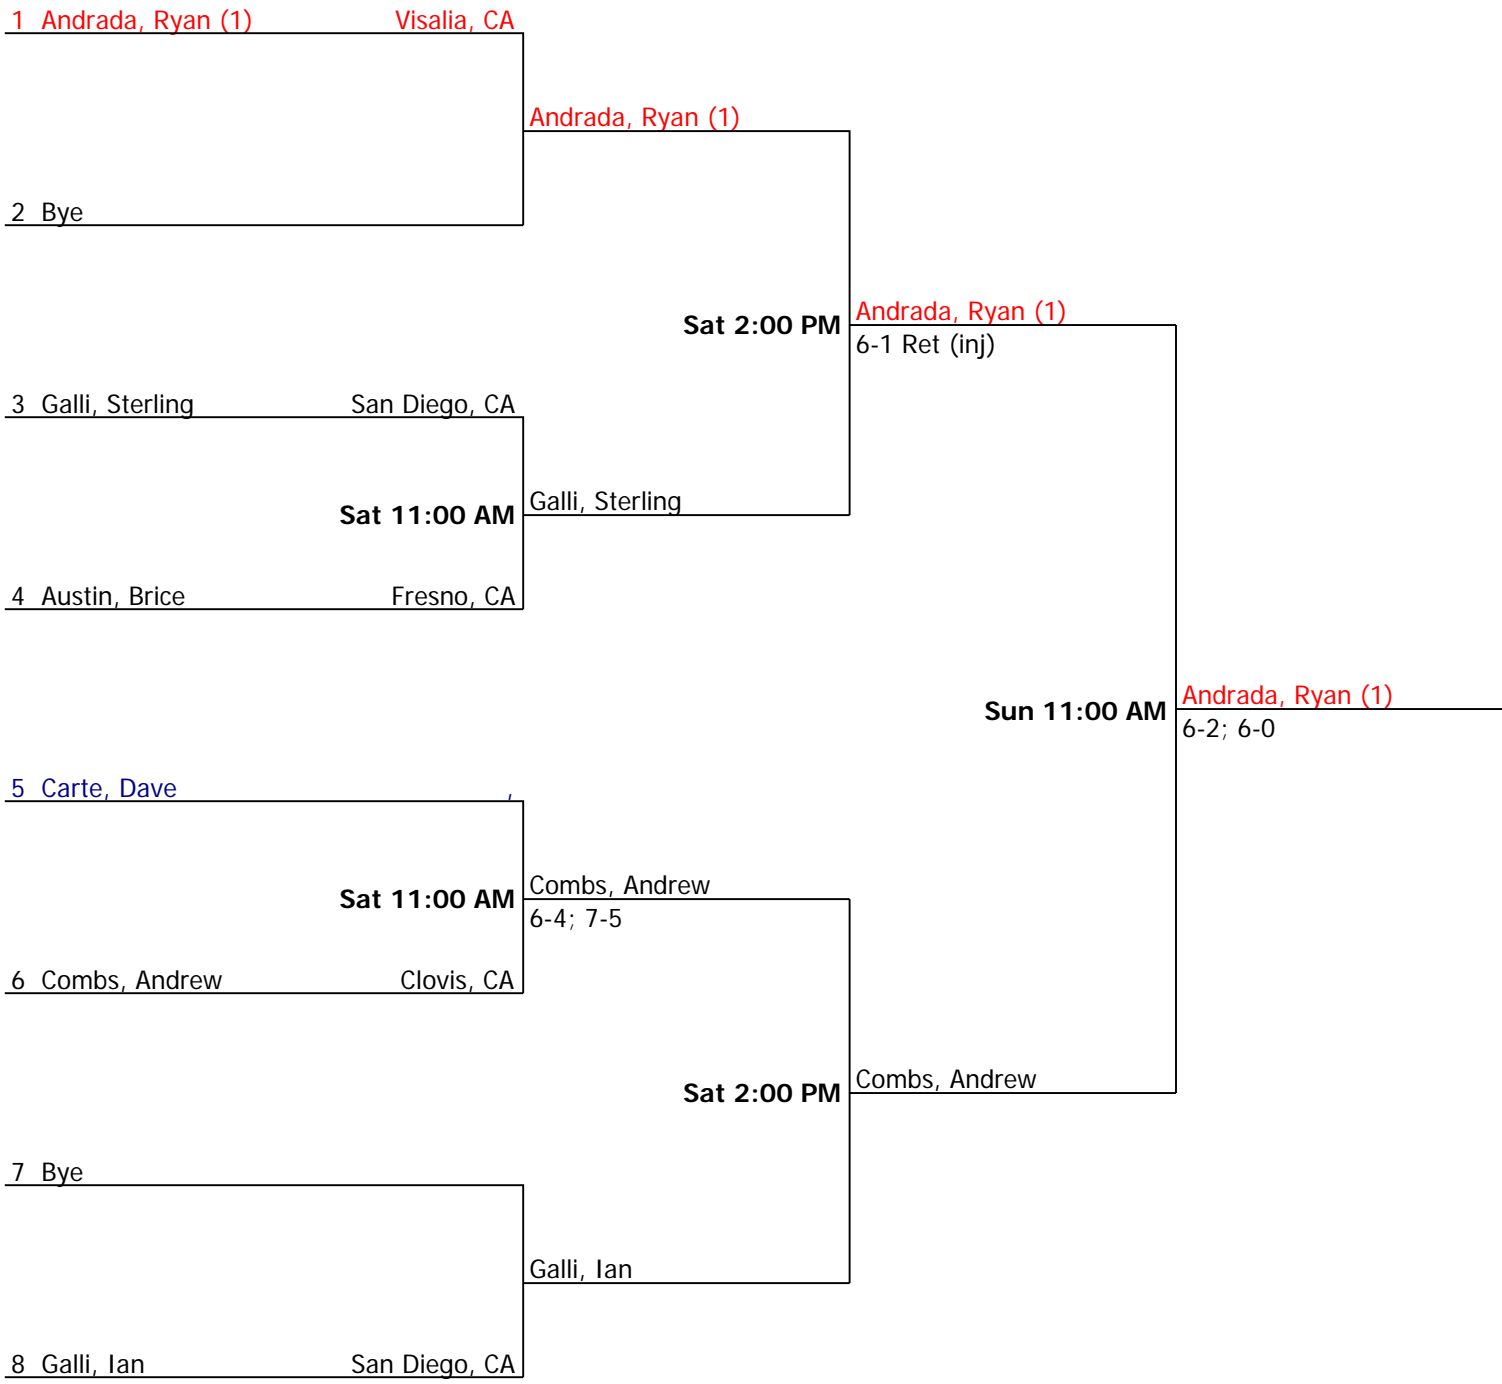 1 Andrada, Ryan (1) Visalia, CA
Andrada, Ryan (1)
2 Bye
Sat 2:00 PM
Andrada, Ryan (1)
6-1 Ret (inj)
3 Galli, Sterling San Diego, CA
Sat 11:00 AM
Galli, Sterling
4 Austin, Brice Fresno, CA
Sun 11:00 AM
Andrada, Ryan (1)
6-2; 6-0
5 Carte, Dave ,
Sat 11:00 AM
Combs, Andrew
6-4; 7-5
6 Combs, Andrew Clovis, CA
Sat 2:00 PM
Combs, Andrew
7 Bye
Galli, Ian
8 Galli, Ian San Diego, CA